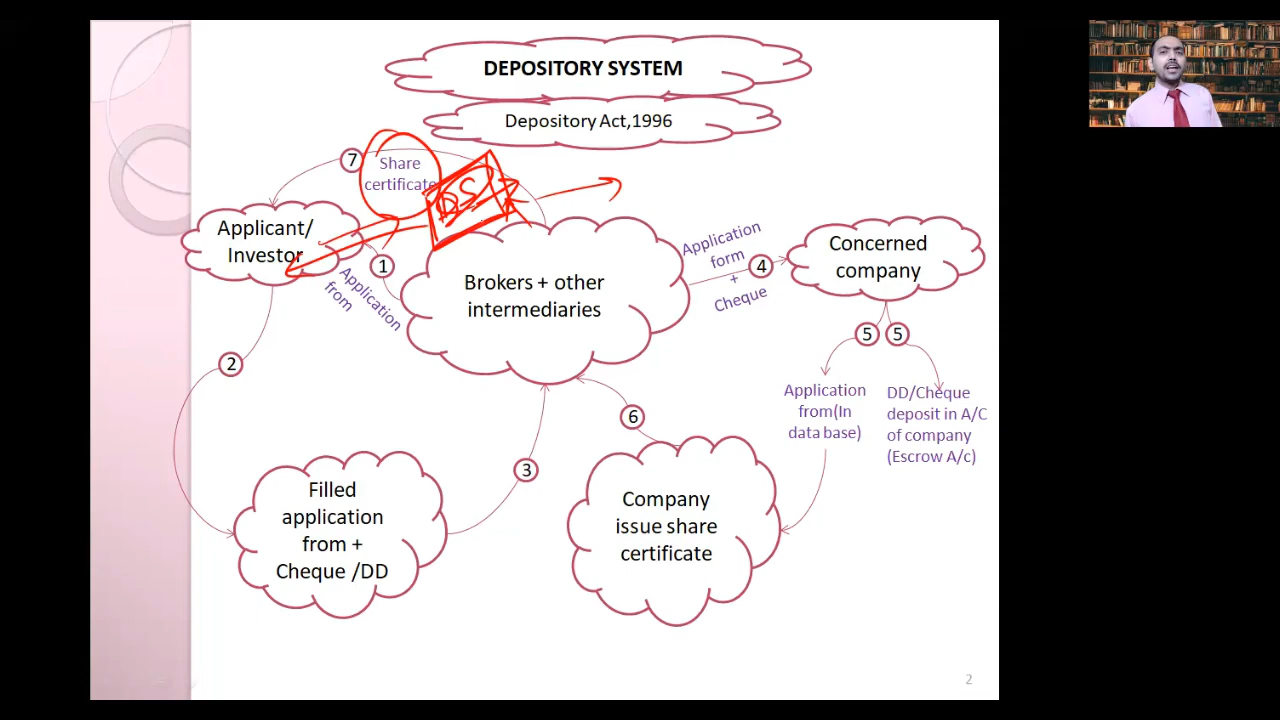 DEPOSITORY SYSTEM
Depository Act,1996
7
Share
certificate
DS
Applicant/
Investor
1
Application
from
Brokers + other
intermediaries
Application
form
+
Cheque
4
Concerned
company
2
5
5
Application
from(In
data base)
DD/Cheque
deposit in A/C
of company
(Escrow A/c)
6
3
Filled
application
from +
Cheque /DD
Company
issue share
certificate
2